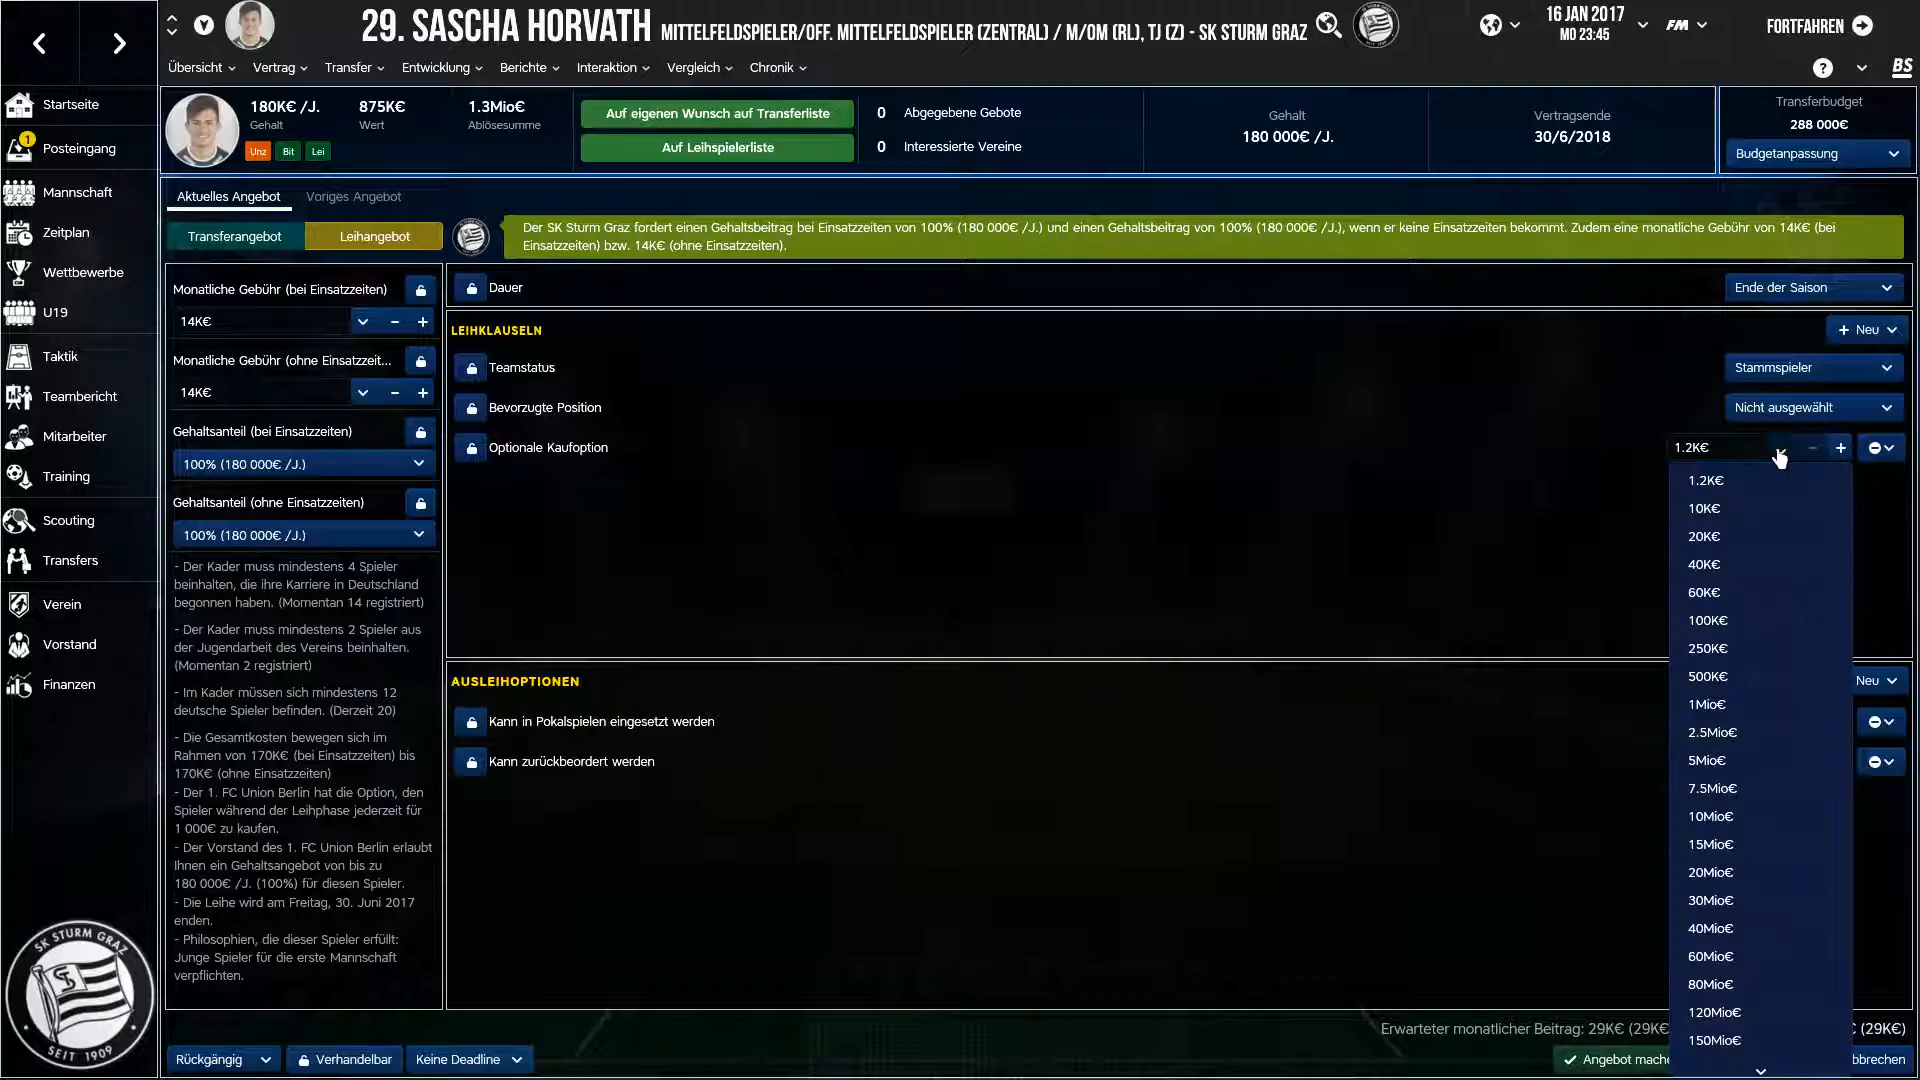 29. SASCHA HORVATH MITTELFELDSPIELER/OFF. MITTELFELDSPIELER (ZENTRAL) / M/OM (RL), TJ (Z) - SK STURM GRAZ
16 JAN 2017
MO 23:45
FM
FORTFAHREN
Übersicht
Vertrag
Transfer
Entwicklung
Berichte
Interaktion
Vergleich
Chronik
?
BS
Startseite
1
Posteingang
Mannschaft
Zeitplan
Wettbewerbe
U19
Taktik
Teambericht
Mitarbeiter
Training
Scouting
Transfers
Verein
Vorstand
Finanzen
SK STURM GRAZ
SEIT 1909
180K€ /J.
Gehalt
875K€
Wert
1.3Mio€
Ablösesumme
Unz
Bit
Lei
Auf eigenen Wunsch auf Transferliste
Auf Leihspielerliste
0 Abgegebene Gebote
0 Interessierte Vereine
Gehalt
180 000€ /J.
Vertragsende
30/6/2018
Transferbudget
288 000€
Budgetanpassung
Aktuelles Angebot
Voriges Angebot
Transferangebot
Leihangebot
Der SK Sturm Graz fordert einen Gehaltsbeitrag bei Einsatzzeiten von 100% (180 000€ /J.) und einen Gehaltsbeitrag von 100% (180 000€ /J.), wenn er keine Einsatzzeiten bekommt. Zudem eine monatliche Gebühr von 14K€ (bei
Einsatzzeiten) bzw. 14K€ (ohne Einsatzzeiten).
Monatliche Gebühr (bei Einsatzzeiten)
14K€
Monatliche Gebühr (ohne Einsatzzeit...
14K€
Gehaltsanteil (bei Einsatzzeiten)
100% (180 000€ /J.)
Gehaltsanteil (ohne Einsatzzeiten)
100% (180 000€ /J.)
- Der Kader muss mindestens 4 Spieler
beinhalten, die ihre Karriere in Deutschland
begonnen haben. (Momentan 14 registriert)
- Der Kader muss mindestens 2 Spieler aus
der Jugendarbeit des Vereins beinhalten.
(Momentan 2 registriert)
- Im Kader müssen sich mindestens 12
deutsche Spieler befinden. (Derzeit 20)
- Die Gesamtkosten bewegen sich im
Rahmen von 170K€ (bei Einsatzzeiten) bis
170K€ (ohne Einsatzzeiten)
- Der 1. FC Union Berlin hat die Option, den
Spieler während der Leihphase jederzeit für
1 000€ zu kaufen.
- Der Vorstand des 1. FC Union Berlin erlaubt
Ihnen ein Gehaltsangebot von bis zu
180 000€ /J. (100%) für diesen Spieler.
- Die Leihe wird am Freitag, 30. Juni 2017
enden.
- Philosophien, die dieser Spieler erfüllt:
Junge Spieler für die erste Mannschaft
verpflichten.
Dauer
Ende der Saison
LEIHKLAUSELN
Neu
Teamstatus
Stammspieler
Bevorzugte Position
Nicht ausgewählt
Optionale Kaufoption
1.2K€
1.2K€
10K€
20K€
40K€
60K€
100K€
250K€
500K€
1Mio€
2.5Mio€
5Mio€
7.5Mio€
10Mio€
15Mio€
20Mio€
30Mio€
40Mio€
60Mio€
80Mio€
120Mio€
150Mio€
AUSLEIHOPTIONEN
Neu
Kann in Pokalspielen eingesetzt werden
Kann zurückbeordert werden
Erwarteter monatlicher Beitrag: 29K€ (29K€
(29K€)
Rückgängig
Verhandelbar
Keine Deadline
Angebot mache
bbrechen